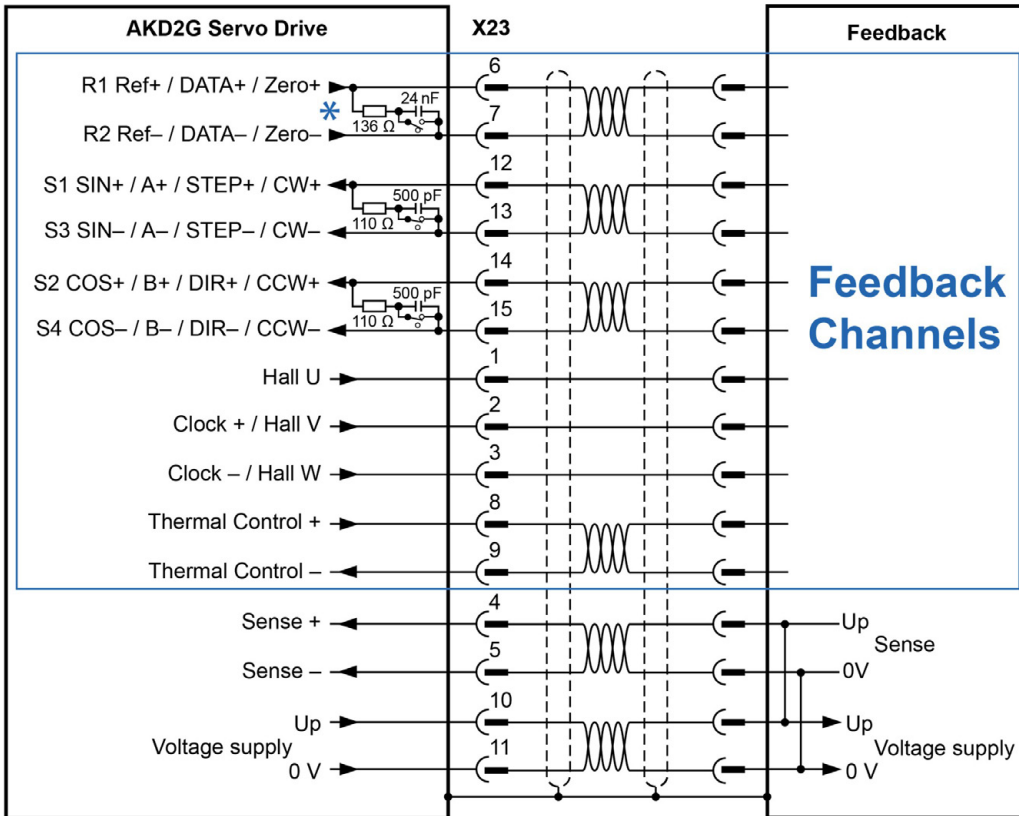 AKD2G Servo Drive X23 Feedback
R1 Ref+ / DATA+ / Zero+ 6
* 24 nF
136 Ω 7
R2 Ref– / DATA– / Zero–
S1 SIN+ / A+ / STEP+ / CW+ 12
500 pF
110 Ω 13
S3 SIN– / A– / STEP– / CW–
S2 COS+ / B+ / DIR+ / CCW+ 14
500 pF
110 Ω 15
S4 COS– / B– / DIR– / CCW–
Feedback
Channels
Hall U 1
Clock + / Hall V 2
Clock – / Hall W 3
Thermal Control + 8
Thermal Control – 9
Sense + 4 Up
Sense
Sense – 5 0V
Up 10 Up
Voltage supply Voltage supply
0 V 11 0 V